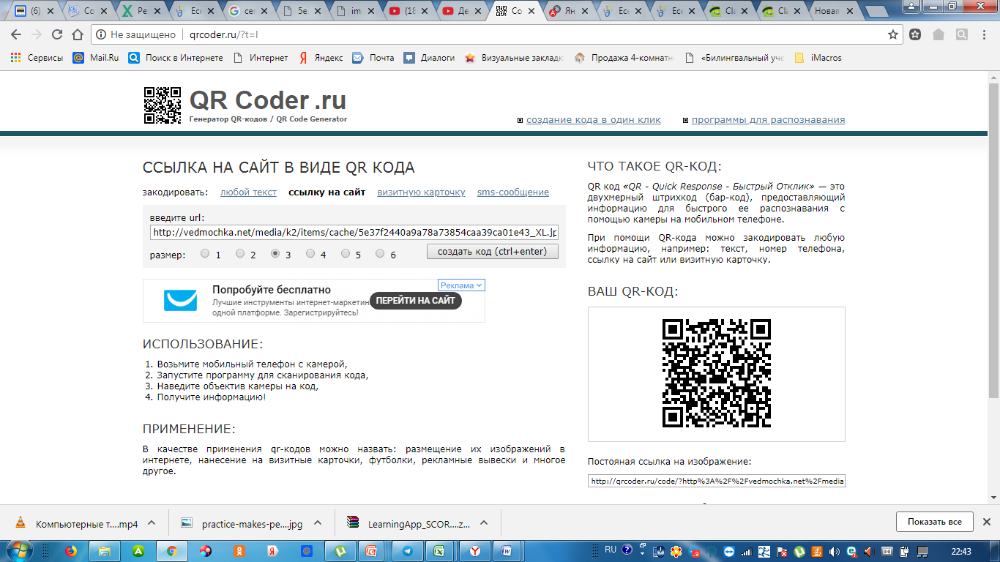 (6)
Со
Ре
Есе
се
5е.
im
(18
Де
Со
Ян
Есе
Есе
Cla
Cla
Новая
Не защищено
qrcoder.ru/?t=l
Сервисы
Mail.Ru
Поиск в Интернете
Интернет
Яндекс
Почта
Диалоги
Визуальные закладк
Продажа 4-комнатн
«Билингвальный уче
iMacros
QR Coder .ru
Генератор QR-кодов / QR Code Generator
создание кода в один клик
программы для распознавания
ССЫЛКА НА САЙТ В ВИДЕ QR КОДА
закодировать: любой текст ссылку на сайт визитную карточку sms-сообщение
введите url:
http://vedmochka.net/media/k2/items/cache/5e37f2440a9a78a73854caa39ca01e43_XL.jp
размер: 1 2 3 4 5 6
создать код (ctrl+enter)
Попробуйте бесплатно
Лучшие инструменты интернет-маркетин
одной платформе. Зарегистрируйтесь!
Реклама
ПЕРЕЙТИ НА САЙТ
ИСПОЛЬЗОВАНИЕ:
1. Возьмите мобильный телефон с камерой,
2. Запустите программу для сканирования кода,
3. Наведите объектив камеры на код,
4. Получите информацию!
ПРИМЕНЕНИЕ:
В качестве применения qr-кодов можно назвать: размещение их изображений в
интернете, нанесение на визитные карточки, футболки, рекламные вывески и многое
другое.
ЧТО ТАКОЕ QR-КОД:
QR код «QR - Quick Response - Быстрый Отклик» — это
двухмерный штрихкод (бар-код), предоставляющий
информацию для быстрого ее распознавания с
помощью камеры на мобильном телефоне.
При помощи QR-кода можно закодировать любую
информацию, например: текст, номер телефона,
ссылку на сайт или визитную карточку.
ВАШ QR-КОД:
Постояная ссылка на изображение:
http://qrcoder.ru/code/?http%3A%2F%2Fvedmochka.net%2Fmedia
Компьютерные т....mp4
practice-makes-pe....jpg
LearningApp_SCOR....z...
Показать все
RU
22:43